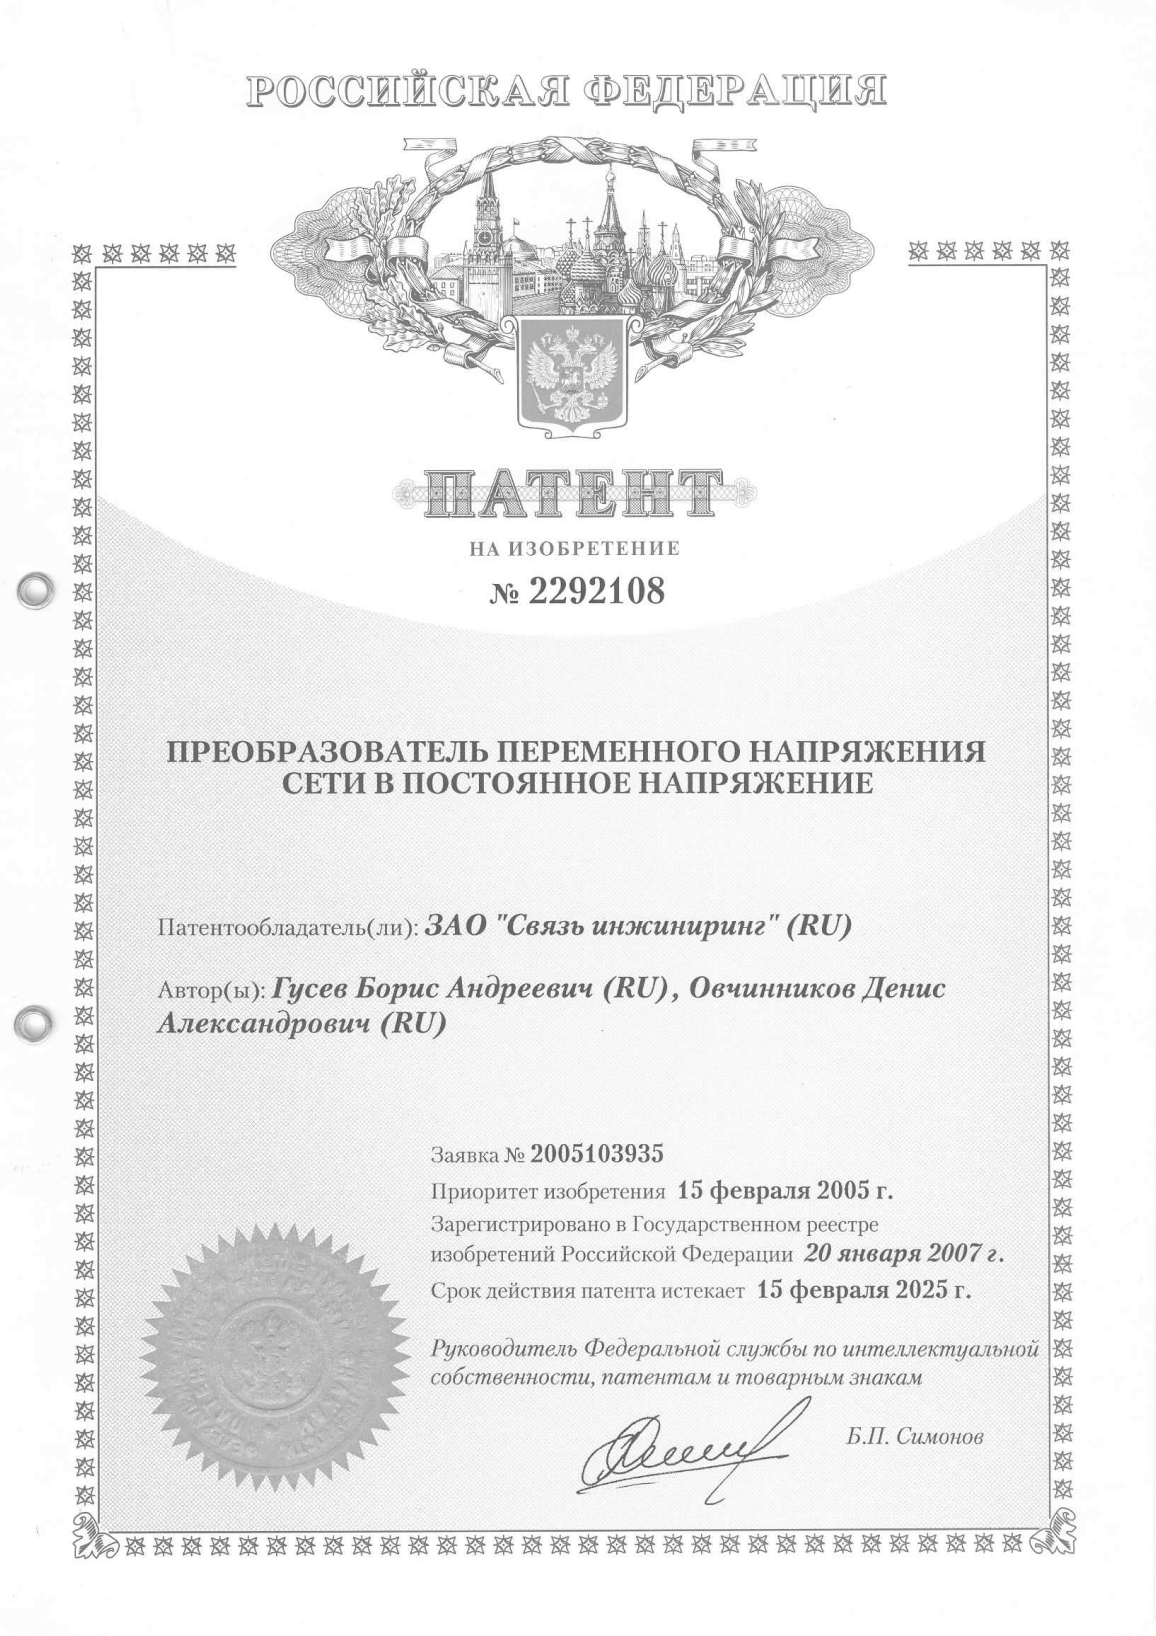 РОССИЙСКАЯ ФЕДЕРАЦИЯ
ПАТЕНТ
НА ИЗОБРЕТЕНИЕ
№ 2292108
ПРЕОБРАЗОВАТЕЛЬ ПЕРЕМЕННОГО НАПРЯЖЕНИЯ
СЕТИ В ПОСТОЯННОЕ НАПРЯЖЕНИЕ
Патентообладатель(ли): ЗАО "Связь инжиниринг" (RU)
Автор(ы): Гусев Борис Андреевич (RU), Овчинников Денис
Александрович (RU)
Заявка № 2005103935
Приоритет изобретения 15 февраля 2005 г.
Зарегистрировано в Государственном реестре
изобретений Российской Федерации 20 января 2007 г.
Срок действия патента истекает 15 февраля 2025 г.
Руководитель Федеральной службы по интеллектуальной
собственности, патентам и товарным знакам
Б.П. Симонов